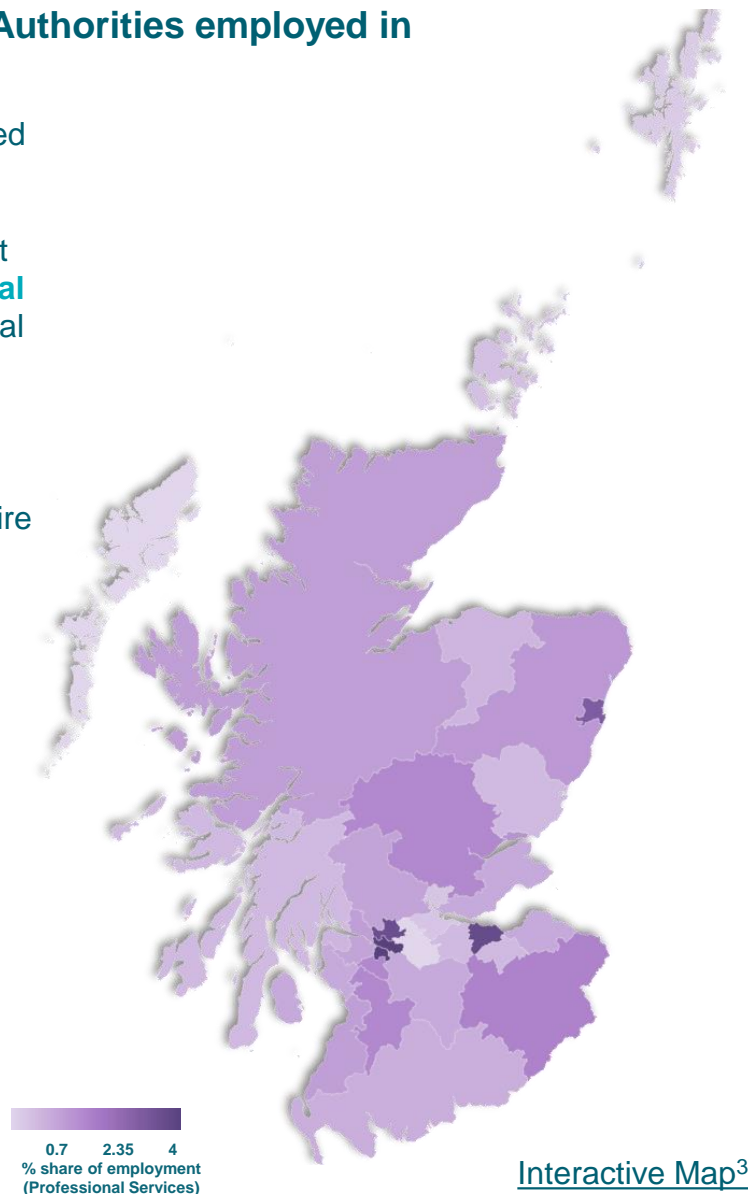 Authorities employed in
ed
t
al
al
ire
0.7 2.35 4
% share of employment
(Professional Services)
Interactive Map3